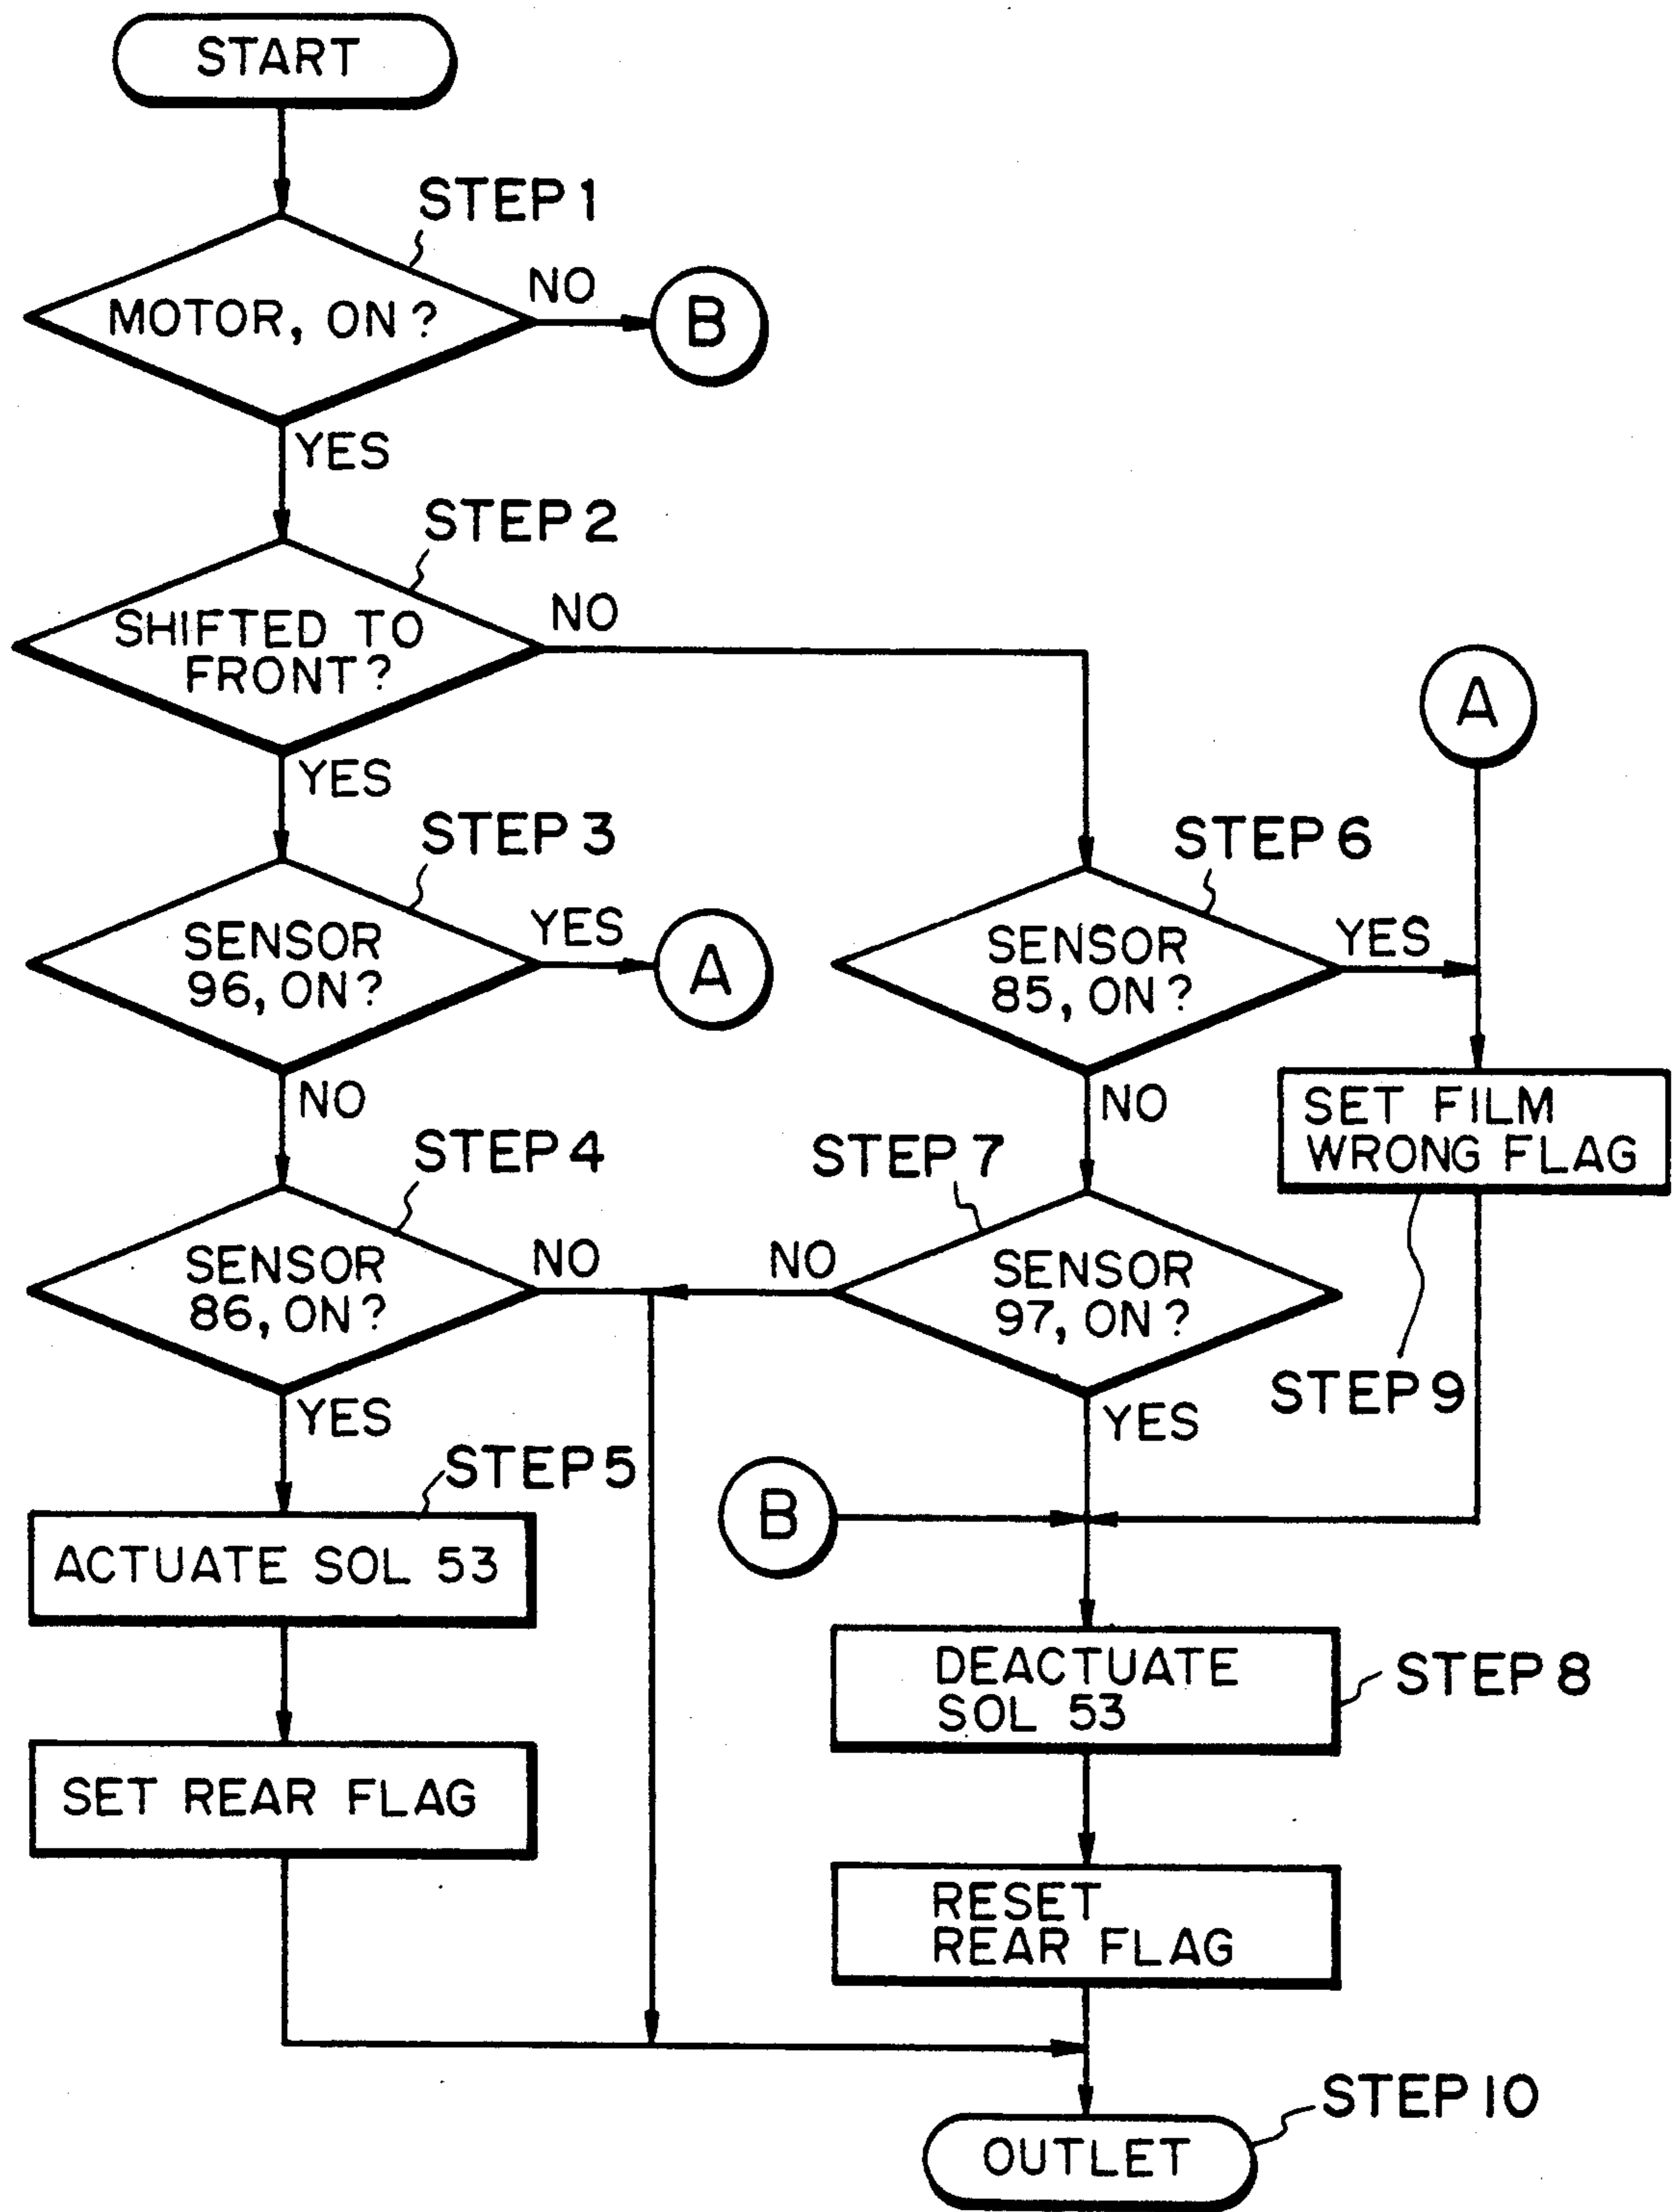 START
STEP 1
MOTOR, ON?
NO
B
YES
STEP 2
SHIFTED TO
FRONT?
NO
YES
A
STEP 3
SENSOR
96, ON?
YES
A
NO
STEP 6
SENSOR
85, ON?
YES
NO
SET FILM
WRONG FLAG
STEP 9
STEP 4
SENSOR
86, ON?
NO
YES
STEP 7
SENSOR
97, ON?
NO
YES
B
STEP 5
ACTUATE SOL 53
SET REAR FLAG
DEACTUATE
SOL 53
STEP 8
RESET
REAR FLAG
STEP 10
OUTLET